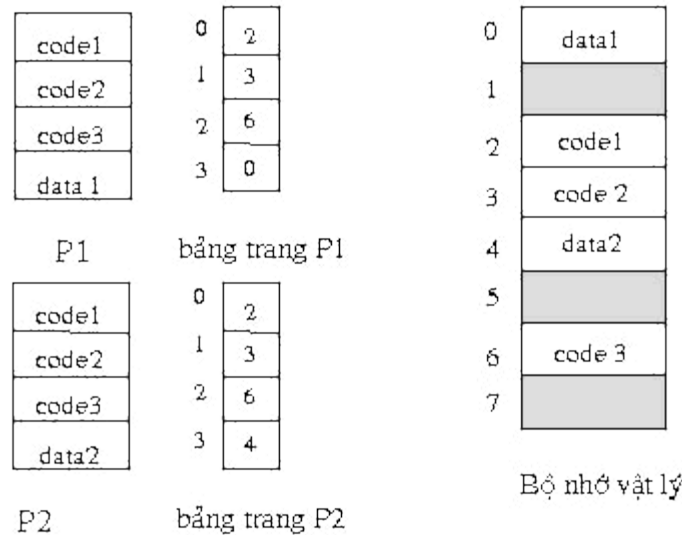 code1
code2
code3
data 1
P1
0 2
1 3
2 6
3 0
bảng trang P1
code1
code2
code3
data2
P2
0 2
1 3
2 6
3 4
bảng trang P2
0 data1
1
2 code1
3 code 2
4 data2
5
6 code 3
7
Bộ nhớ vật lý